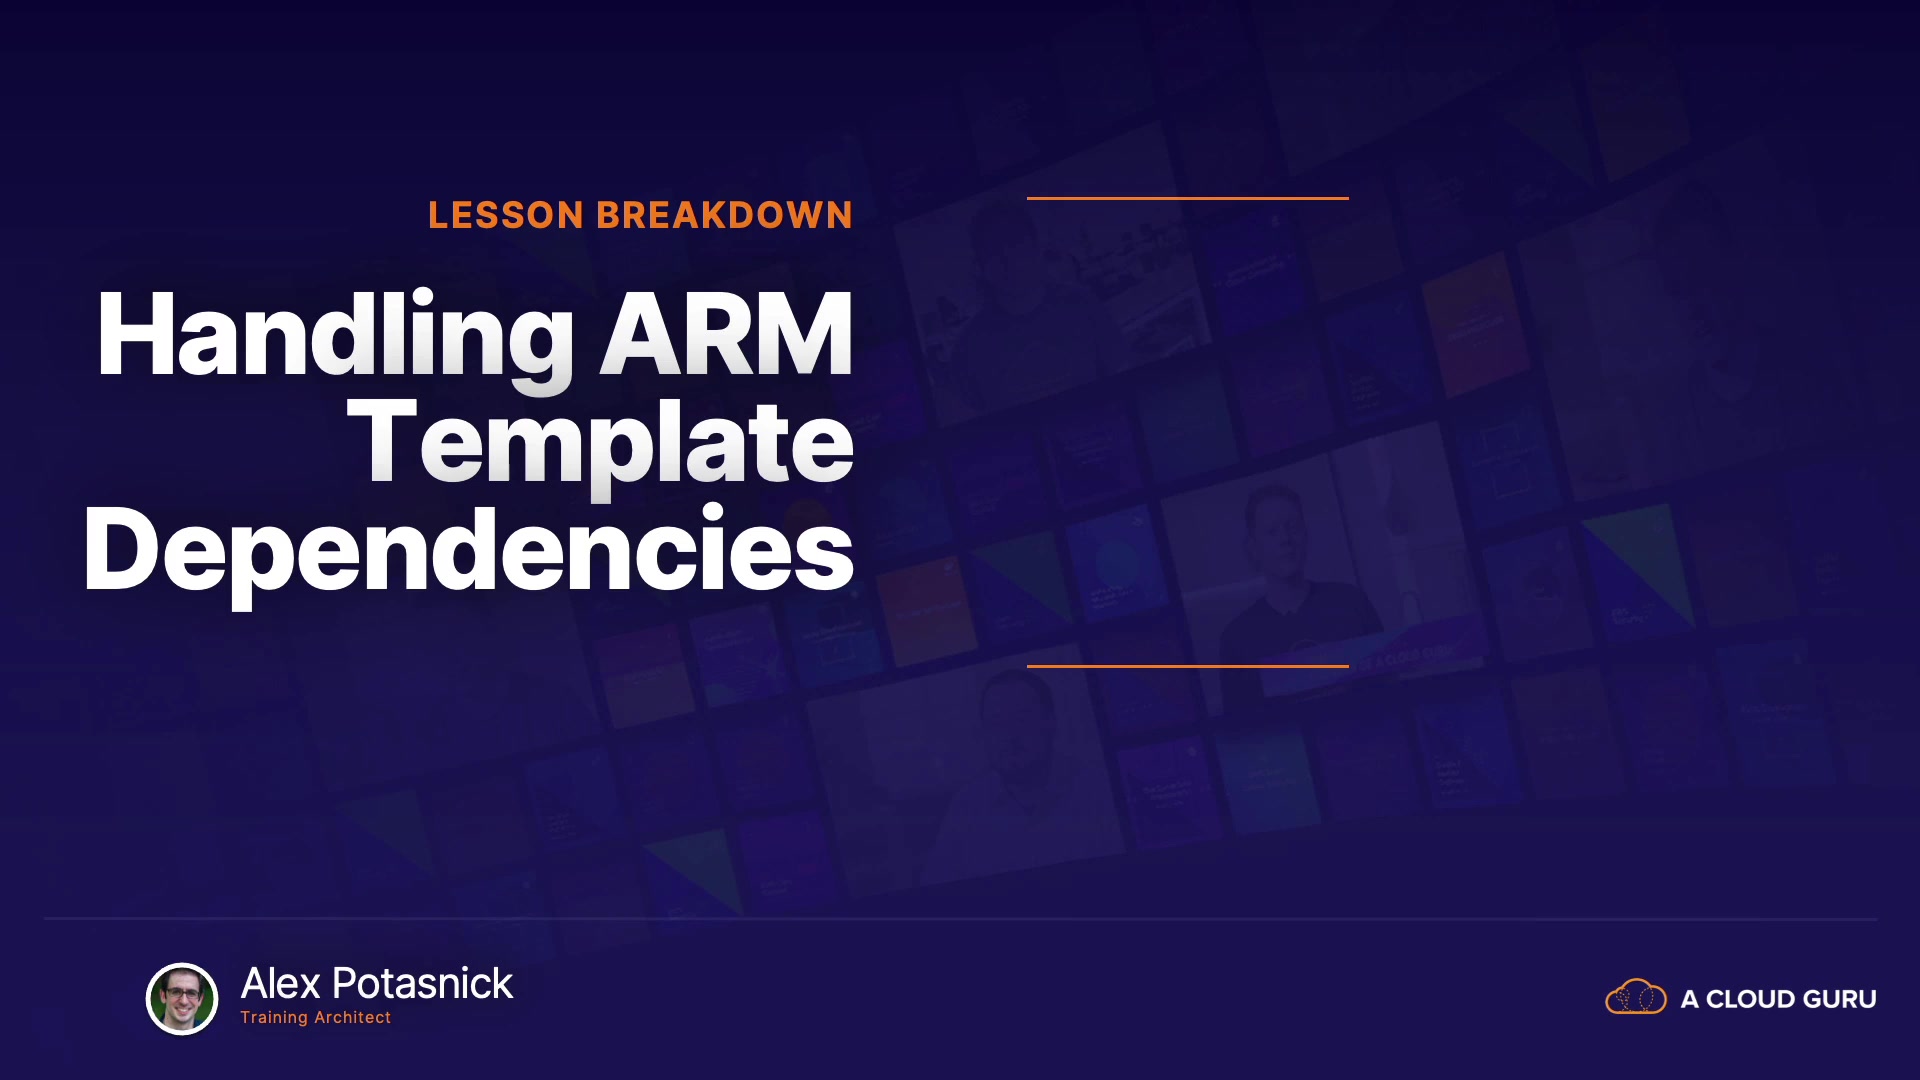 LESSON BREAKDOWN
Handling ARM
Template
Dependencies
Alex Potasnick
Training Architect
A CLOUD GURU